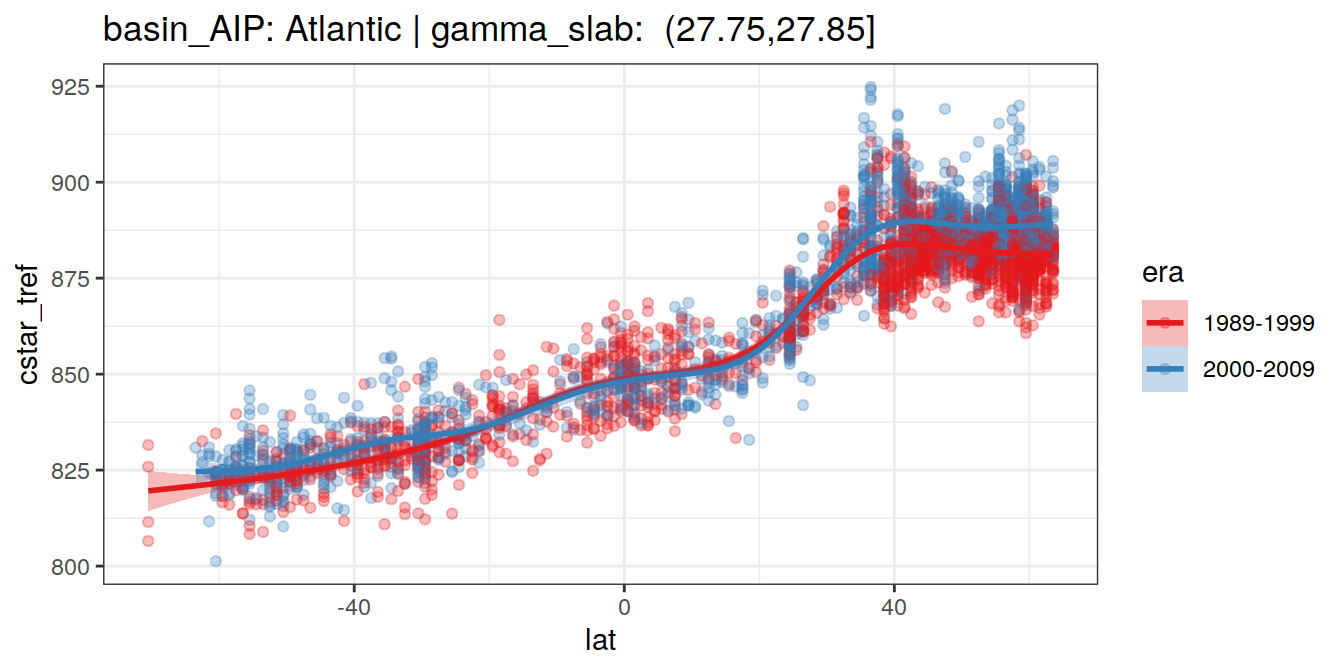 basin_AIP: Atlantic | gamma_slab:  (27.75,27.85]
925
900
875
850
825
800
cstar_tref
-40
0
40
lat
era
1989-1999
2000-2009